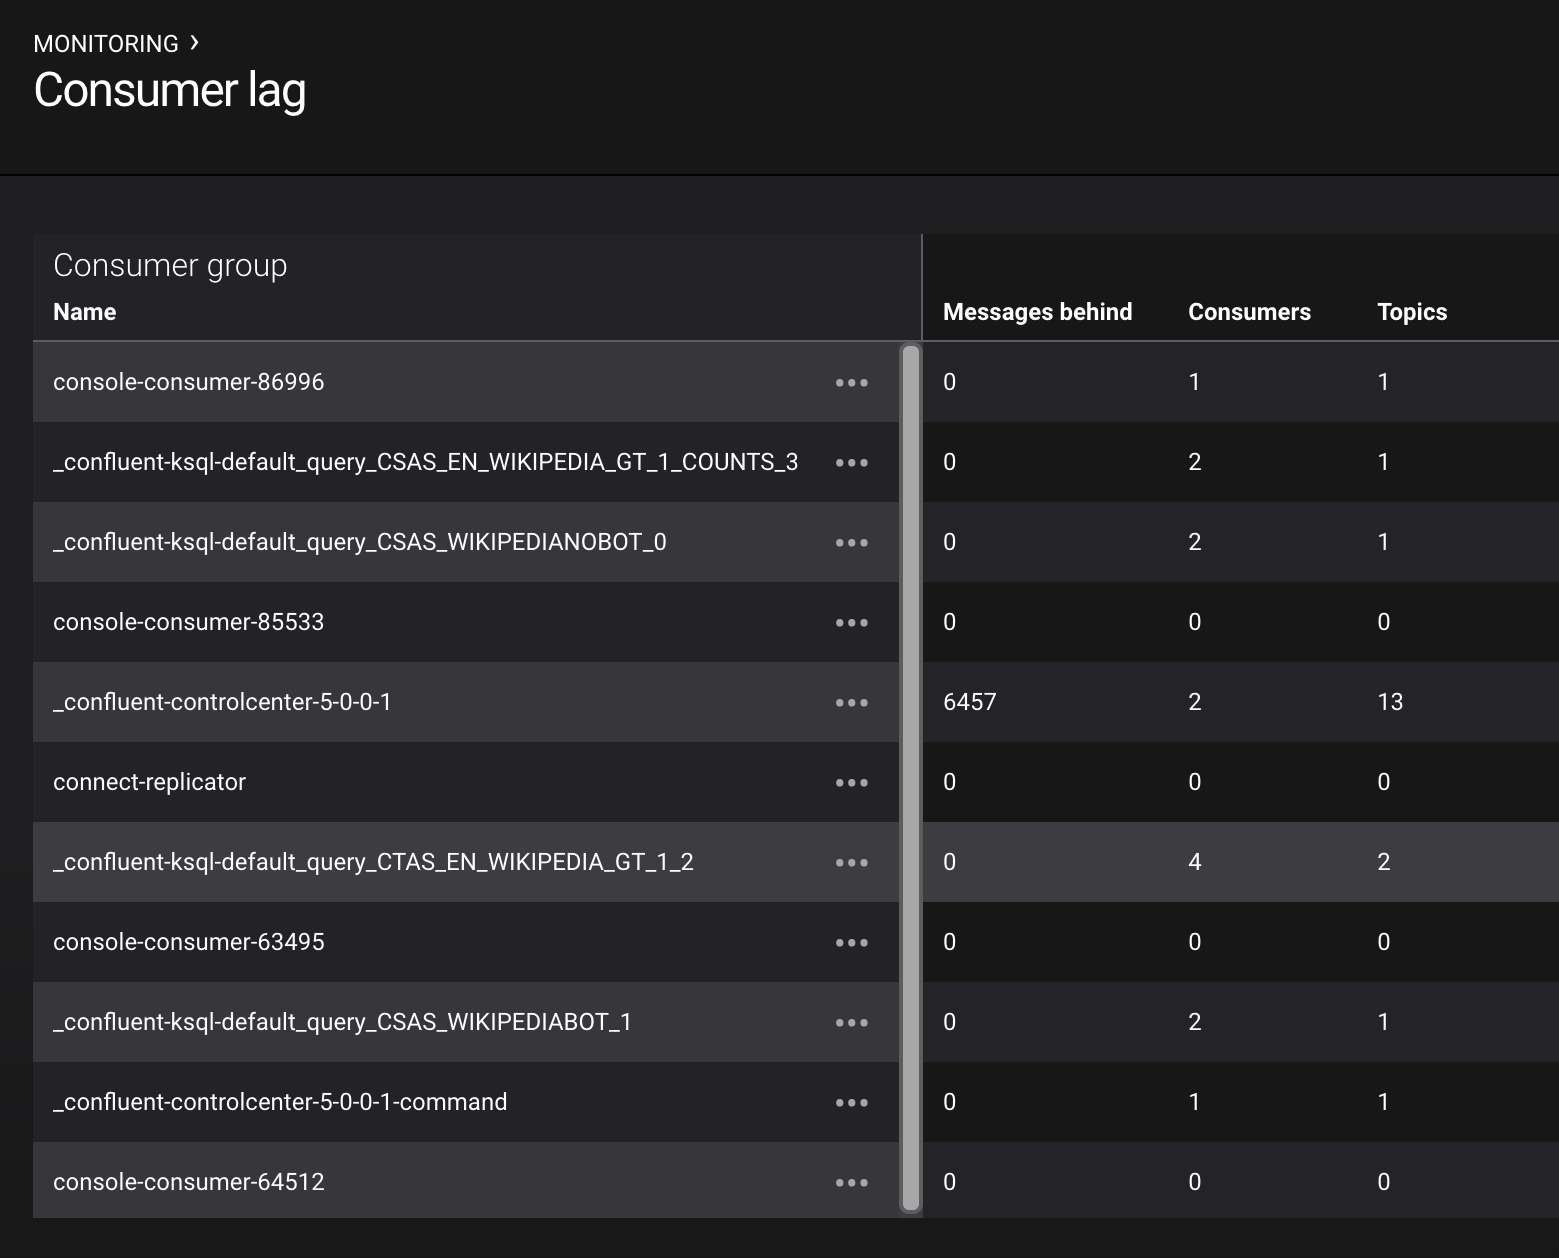 MONITORING ›
Consumer lag
Consumer group
Name Messages behind Consumers Topics
console-consumer-86996 ••• 0 1 1
_confluent-ksql-default_query_CSAS_EN_WIKIPEDIA_GT_1_COUNTS_3 ••• 0 2 1
_confluent-ksql-default_query_CSAS_WIKIPEDIANOBOT_0 ••• 0 2 1
console-consumer-85533 ••• 0 0 0
_confluent-controlcenter-5-0-0-1 ••• 6457 2 13
connect-replicator ••• 0 0 0
_confluent-ksql-default_query_CTAS_EN_WIKIPEDIA_GT_1_2 ••• 0 4 2
console-consumer-63495 ••• 0 0 0
_confluent-ksql-default_query_CSAS_WIKIPEDIABOT_1 ••• 0 2 1
_confluent-controlcenter-5-0-0-1-command ••• 0 1 1
console-consumer-64512 ••• 0 0 0